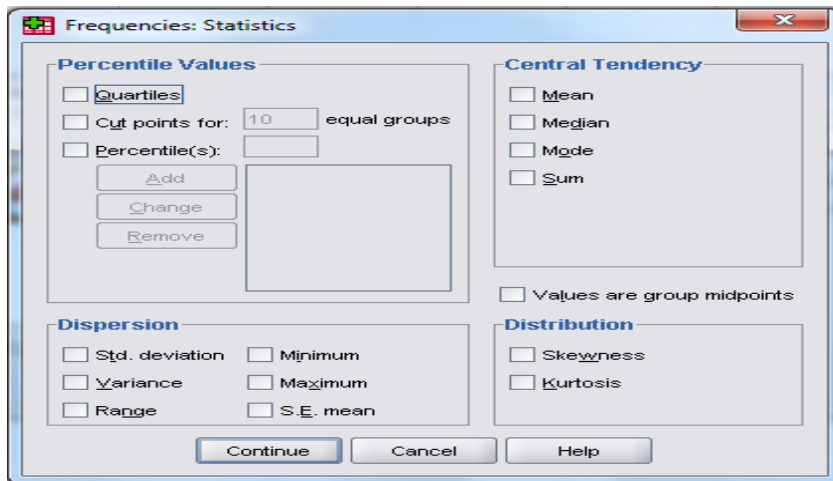 Frequencies: Statistics
Percentile Values
Quartiles
Cut points for: 10 equal groups
Percentile(s):
Add
Change
Remove
Central Tendency
Mean
Median
Mode
Sum
Values are group midpoints
Dispersion
Std. deviation Minimum
Variance Maximum
Range S.E. mean
Distribution
Skewness
Kurtosis
Continue Cancel Help